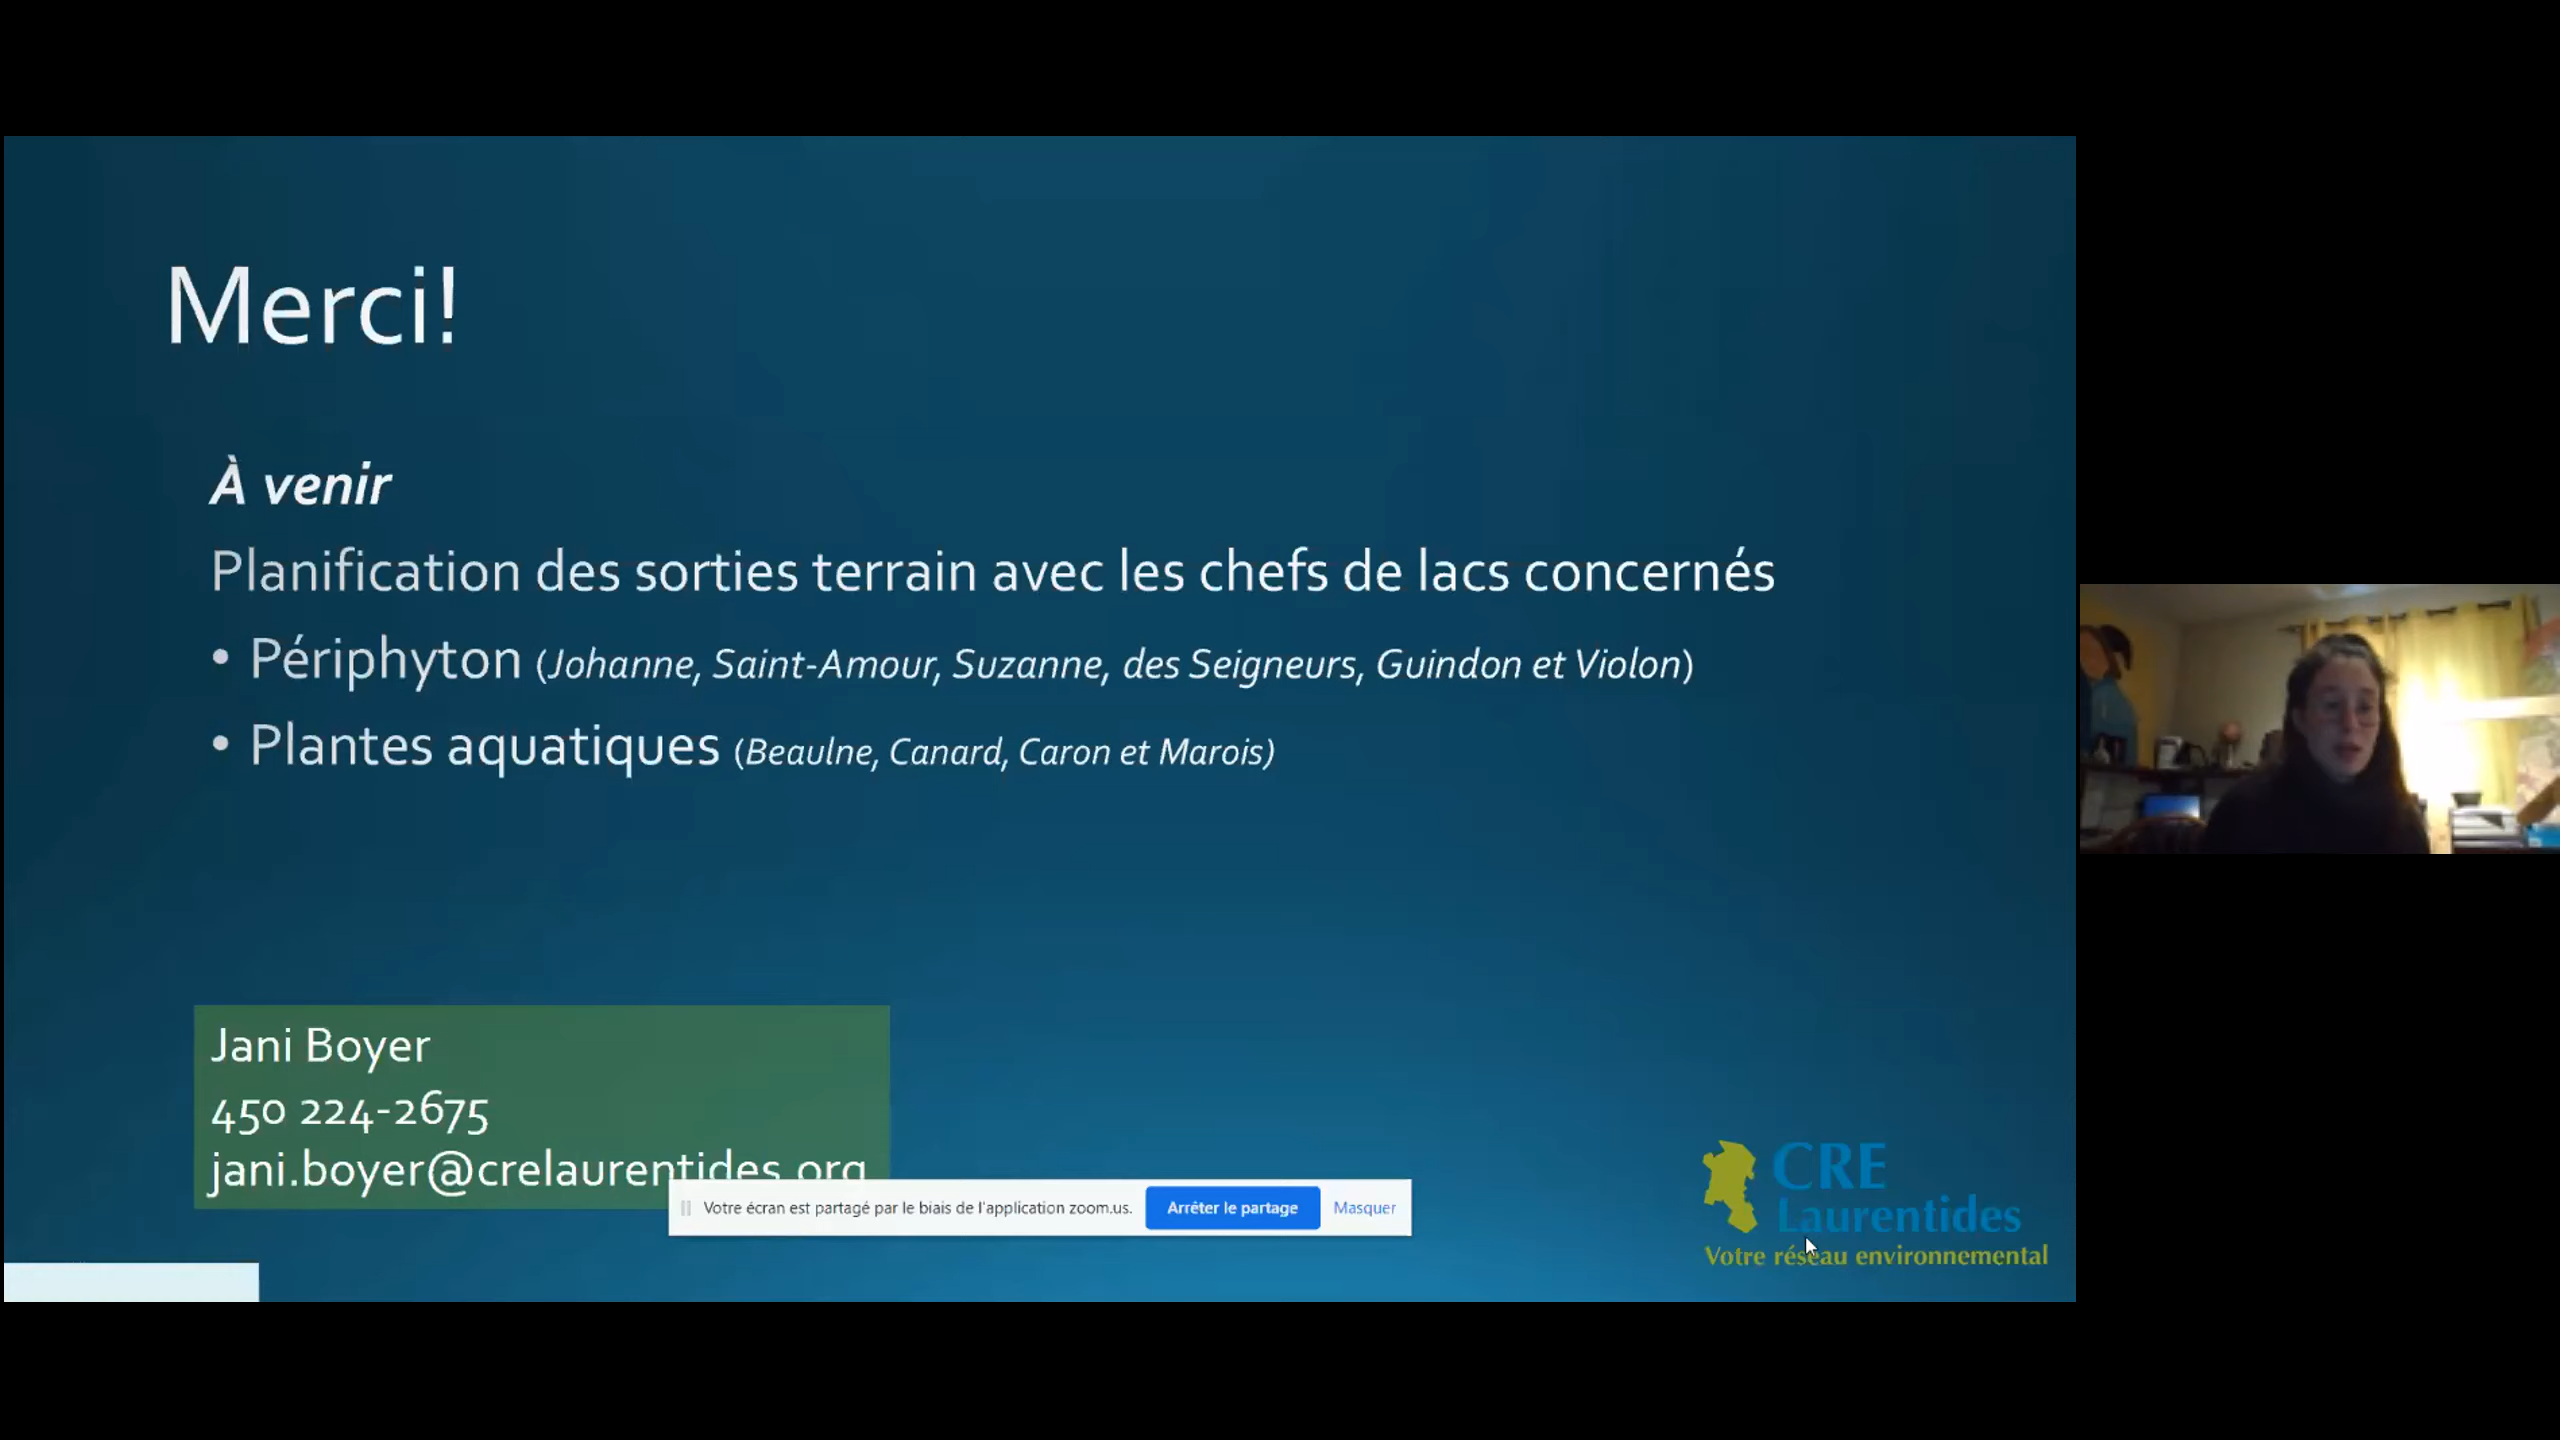 Merci!
À venir
Planification des sorties terrain avec les chefs de lacs concernés
• Périphyton (Johanne, Saint-Amour, Suzanne, des Seigneurs, Guindon et Violon)
• Plantes aquatiques (Beaulne, Canard, Caron et Marois)
Jani Boyer
450 224-2675
jani.boyer@crelaurentides.org
Votre écran est partagé par le biais de l'application zoom.us. Arrêter le partage Masquer
CRE
Laurentides
Votre réseau environnemental